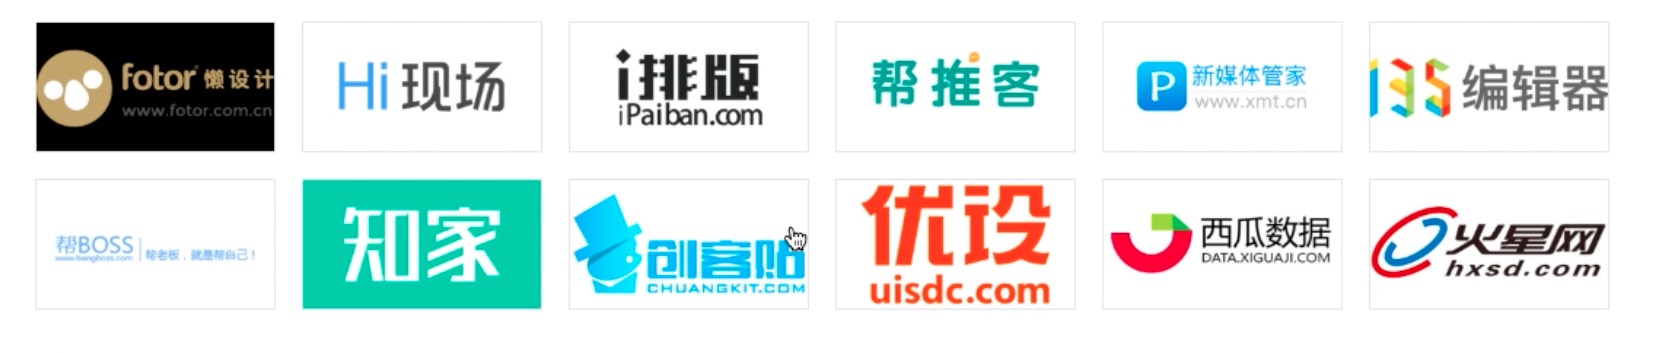 fotor® 懒设计
www.fotor.com.cn
Hi 现场
i排版
iPaiban.com
帮推客
P 新媒体管家
www.xmt.cn
135 编辑器
帮BOSS 帮老板，就是帮自己！
www.bangboss.com
知家
创客贴
CHUANGKIT.COM
优设
uisdc.com
西瓜数据
DATA.XIGUAJI.COM
火星网
hxsd.com